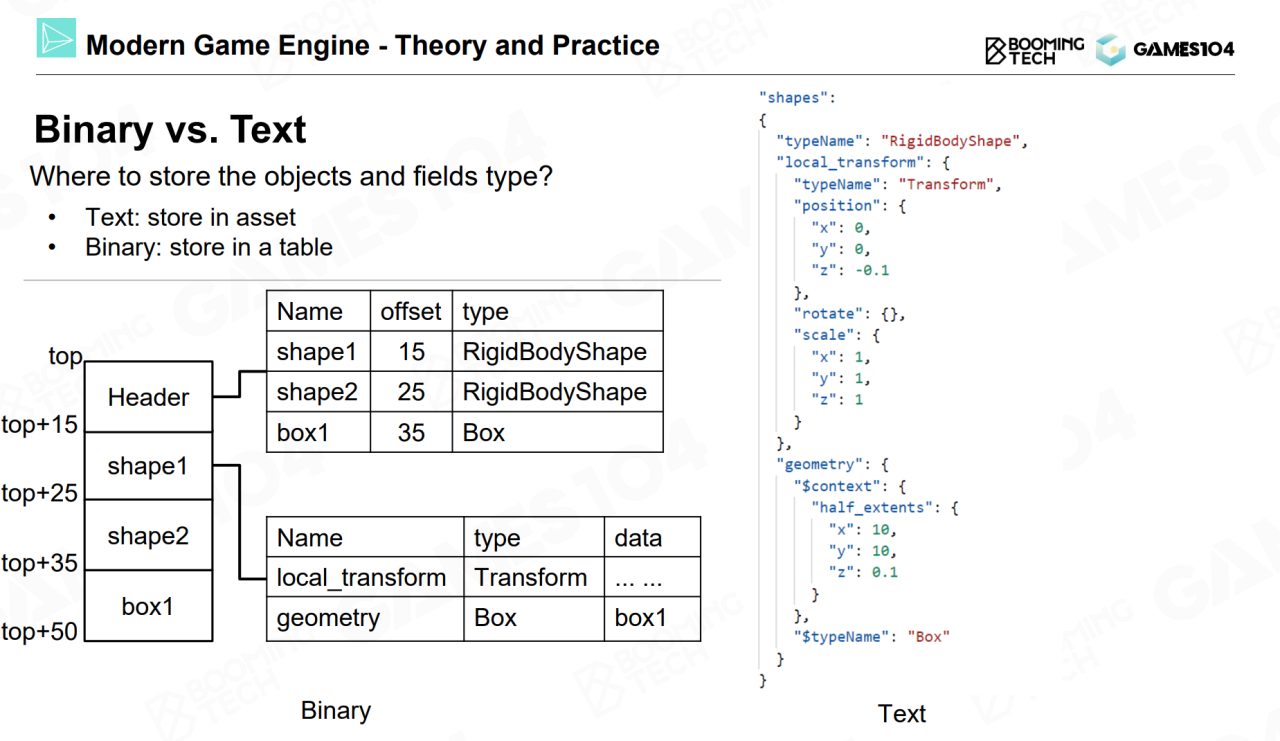 Modern Game Engine - Theory and Practice
BOOMING
TECH
GAMES104
Binary vs. Text
Where to store the objects and fields type?
• Text: store in asset
• Binary: store in a table
Name offset type
shape1 15 RigidBodyShape
shape2 25 RigidBodyShape
box1 35 Box
top
Header
top+15
shape1
top+25
shape2
top+35
box1
top+50
Name type data
local_transform Transform ... ...
geometry Box box1
Binary
"shapes":
{
"typeName": "RigidBodyShape",
"local_transform": {
"typeName": "Transform",
"position": {
"x": 0,
"y": 0,
"z": -0.1
},
"rotate": {},
"scale": {
"x": 1,
"y": 1,
"z": 1
}
},
"geometry": {
"$context": {
"half_extents": {
"x": 10,
"y": 10,
"z": 0.1
}
},
"$typeName": "Box"
}
}
Text